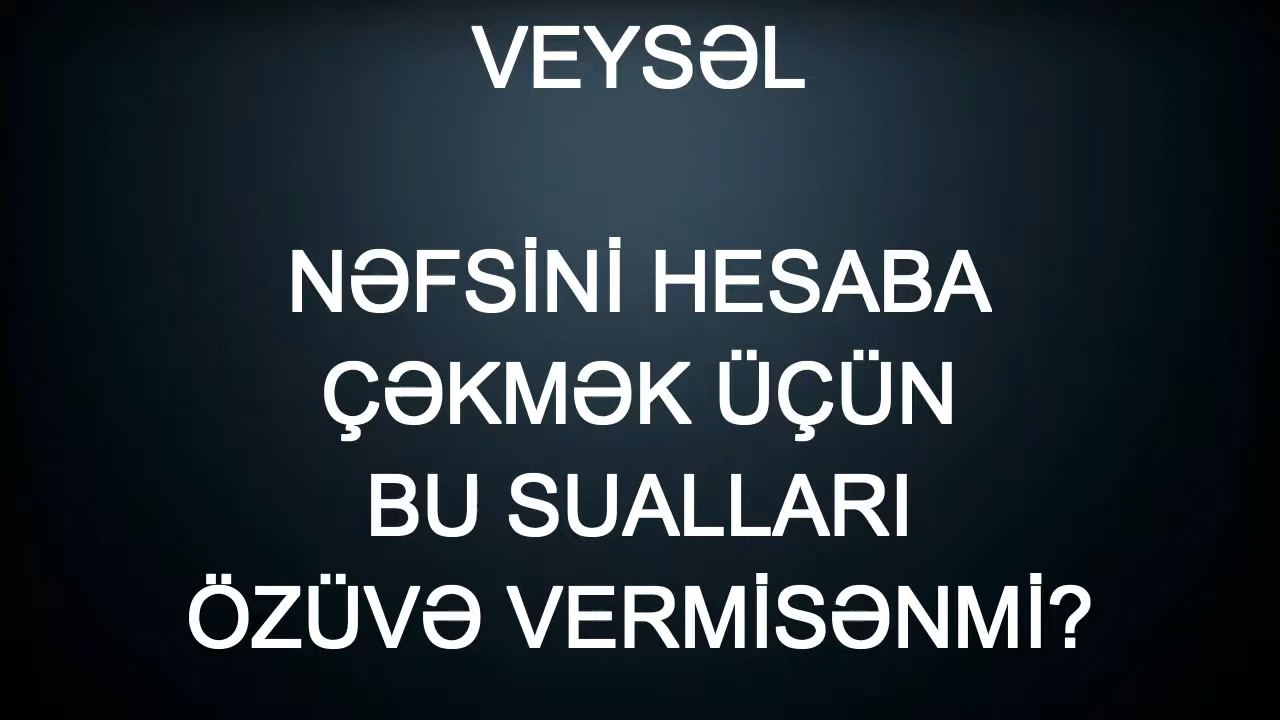 VEYSƏL
NƏFSİNİ HESABA
ÇƏKMƏK ÜÇÜN
BU SUALLARI
ÖZÜVƏ VERMİSƏNMİ?